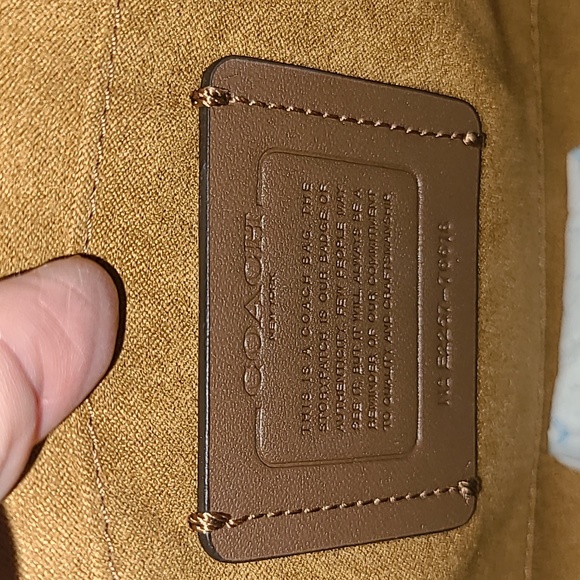 COACH
NEW YORK
THIS IS A COACH BAG. THE
STORYPATCH IS OUR BADGE OF
AUTHENTICITY. FEW PEOPLE MAY
SEE IT, BUT IT WILL ALWAYS BE A
REMINDER OF OUR COMMITMENT
TO QUALITY AND CRAFTSMANSHIP.